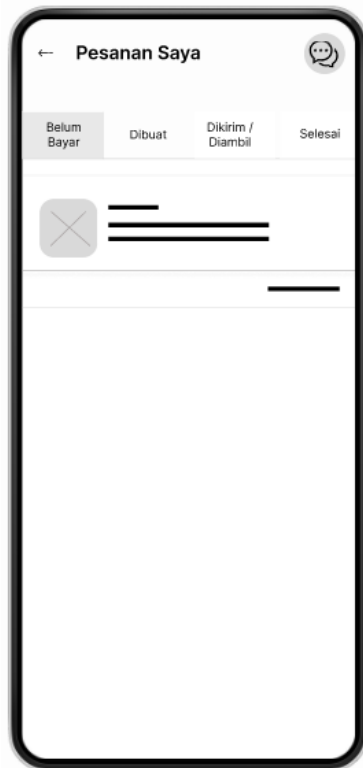 ← Pesanan Saya
Belum
Bayar
Dibuat
Dikirim /
Diambil
Selesai